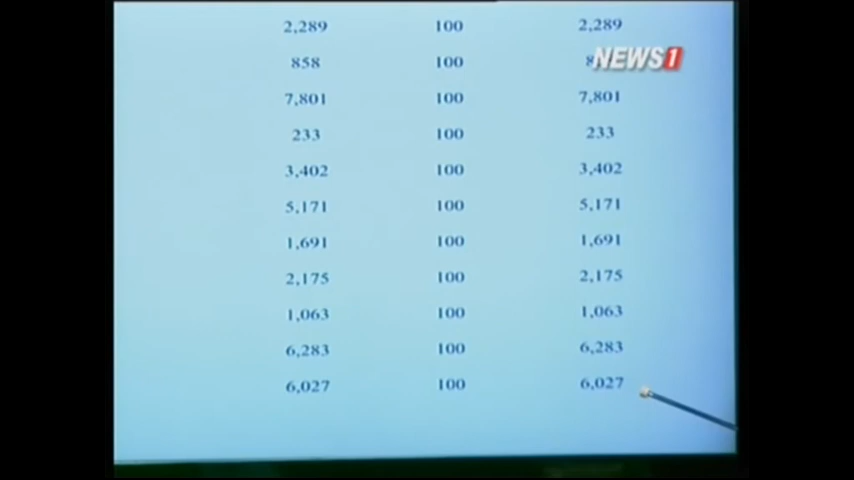 2,289 100 2,289
858 100 8
NEWS1
7,801 100 7,801
233 100 233
3,402 100 3,402
5,171 100 5,171
1,691 100 1,691
2,175 100 2,175
1,063 100 1,063
6,283 100 6,283
6,027 100 6,027